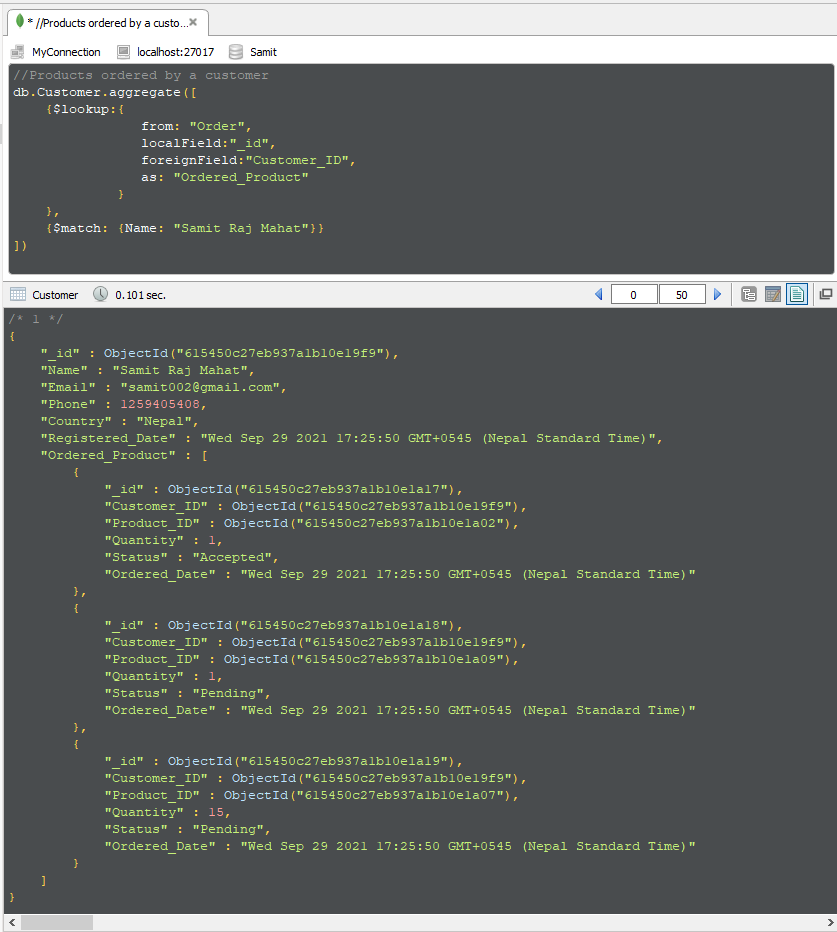 * //Products ordered by a custo...
MyConnection localhost:27017 Samit
//Products ordered by a customer
db.Customer.aggregate([
    {$lookup:{
                from: "Order",
                localField:"_id",
                foreignField:"Customer_ID",
                as: "Ordered_Product"
             }
    },
    {$match: {Name: "Samit Raj Mahat"}}
])
Customer 0.101 sec. 0 50
/* 1 */
{
    "_id" : ObjectId("615450c27eb937a1b10e19f9"),
    "Name" : "Samit Raj Mahat",
    "Email" : "samit002@gmail.com",
    "Phone" : 1259405408,
    "Country" : "Nepal",
    "Registered_Date" : "Wed Sep 29 2021 17:25:50 GMT+0545 (Nepal Standard Time)",
    "Ordered_Product" : [
        {
            "_id" : ObjectId("615450c27eb937a1b10e1a17"),
            "Customer_ID" : ObjectId("615450c27eb937a1b10e19f9"),
            "Product_ID" : ObjectId("615450c27eb937a1b10e1a02"),
            "Quantity" : 1,
            "Status" : "Accepted",
            "Ordered_Date" : "Wed Sep 29 2021 17:25:50 GMT+0545 (Nepal Standard Time)"
        },
        {
            "_id" : ObjectId("615450c27eb937a1b10e1a18"),
            "Customer_ID" : ObjectId("615450c27eb937a1b10e19f9"),
            "Product_ID" : ObjectId("615450c27eb937a1b10e1a09"),
            "Quantity" : 1,
            "Status" : "Pending",
            "Ordered_Date" : "Wed Sep 29 2021 17:25:50 GMT+0545 (Nepal Standard Time)"
        },
        {
            "_id" : ObjectId("615450c27eb937a1b10e1a19"),
            "Customer_ID" : ObjectId("615450c27eb937a1b10e19f9"),
            "Product_ID" : ObjectId("615450c27eb937a1b10e1a07"),
            "Quantity" : 15,
            "Status" : "Pending",
            "Ordered_Date" : "Wed Sep 29 2021 17:25:50 GMT+0545 (Nepal Standard Time)"
        }
    ]
}